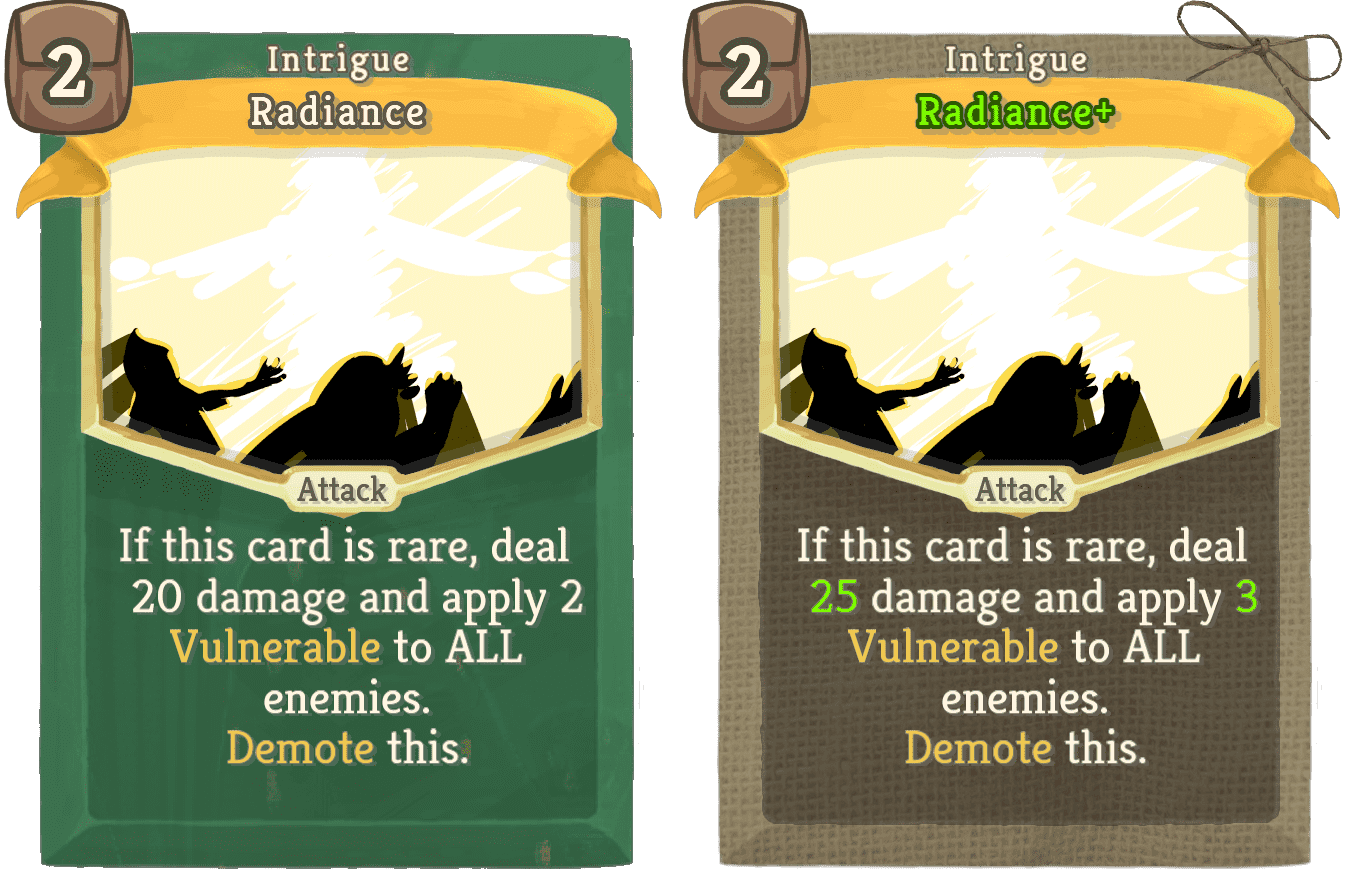 2
Intrigue
Radiance
Attack
If this card is rare, deal
20 damage and apply 2
Vulnerable to ALL
enemies.
Demote this.
2
Intrigue
Radiance+
Attack
If this card is rare, deal
25 damage and apply 3
Vulnerable to ALL
enemies.
Demote this.